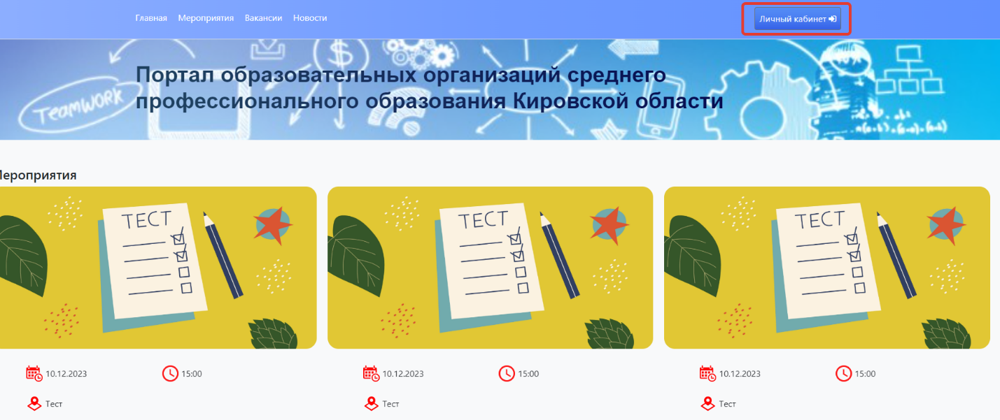 Главная Мероприятия Вакансии Новости Личный кабинет
Портал образовательных организаций среднего
профессионального образования Кировской области
TEAMWORK
Мероприятия
ТЕСТ ТЕСТ ТЕСТ
10.12.2023 15:00 10.12.2023 15:00 10.12.2023 15:00
Тест Тест Тест